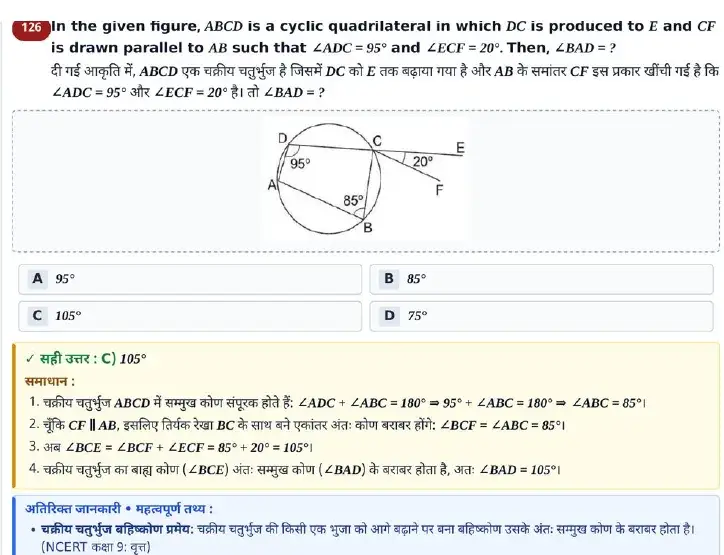 126 In the given figure, ABCD is a cyclic quadrilateral in which DC is produced to E and CF
is drawn parallel to AB such that ∠ADC = 95° and ∠ECF = 20°. Then, ∠BAD = ?
दी गई आकृति में, ABCD एक चक्रीय चतुर्भुज है जिसमें DC को E तक बढ़ाया गया है और AB के समांतर CF इस प्रकार खींची गई है कि
∠ADC = 95° और ∠ECF = 20° है। तो ∠BAD = ?
D
C
E
95°
20°
A
F
85°
B
A 95°
B 85°
C 105°
D 75°
✓ सही उत्तर : C) 105°
समाधान :
1. चक्रीय चतुर्भुज ABCD में सम्मुख कोण संपूरक होते हैं: ∠ADC + ∠ABC = 180° ⇒ 95° + ∠ABC = 180° ⇒ ∠ABC = 85°।
2. चूँकि CF ∥ AB, इसलिए तिर्यक रेखा BC के साथ बने एकांतर अंतः कोण बराबर होंगे: ∠BCF = ∠ABC = 85°।
3. अब ∠BCE = ∠BCF + ∠ECF = 85° + 20° = 105°।
4. चक्रीय चतुर्भुज का बाह्य कोण (∠BCE) अंतः सम्मुख कोण (∠BAD) के बराबर होता है, अतः ∠BAD = 105°।
अतिरिक्त जानकारी • महत्वपूर्ण तथ्य :
• चक्रीय चतुर्भुज बहिष्कोण प्रमेय: चक्रीय चतुर्भुज की किसी एक भुजा को आगे बढ़ाने पर बना बहिष्कोण उसके अंतः सम्मुख कोण के बराबर होता है।
(NCERT कक्षा 9: वृत्त)